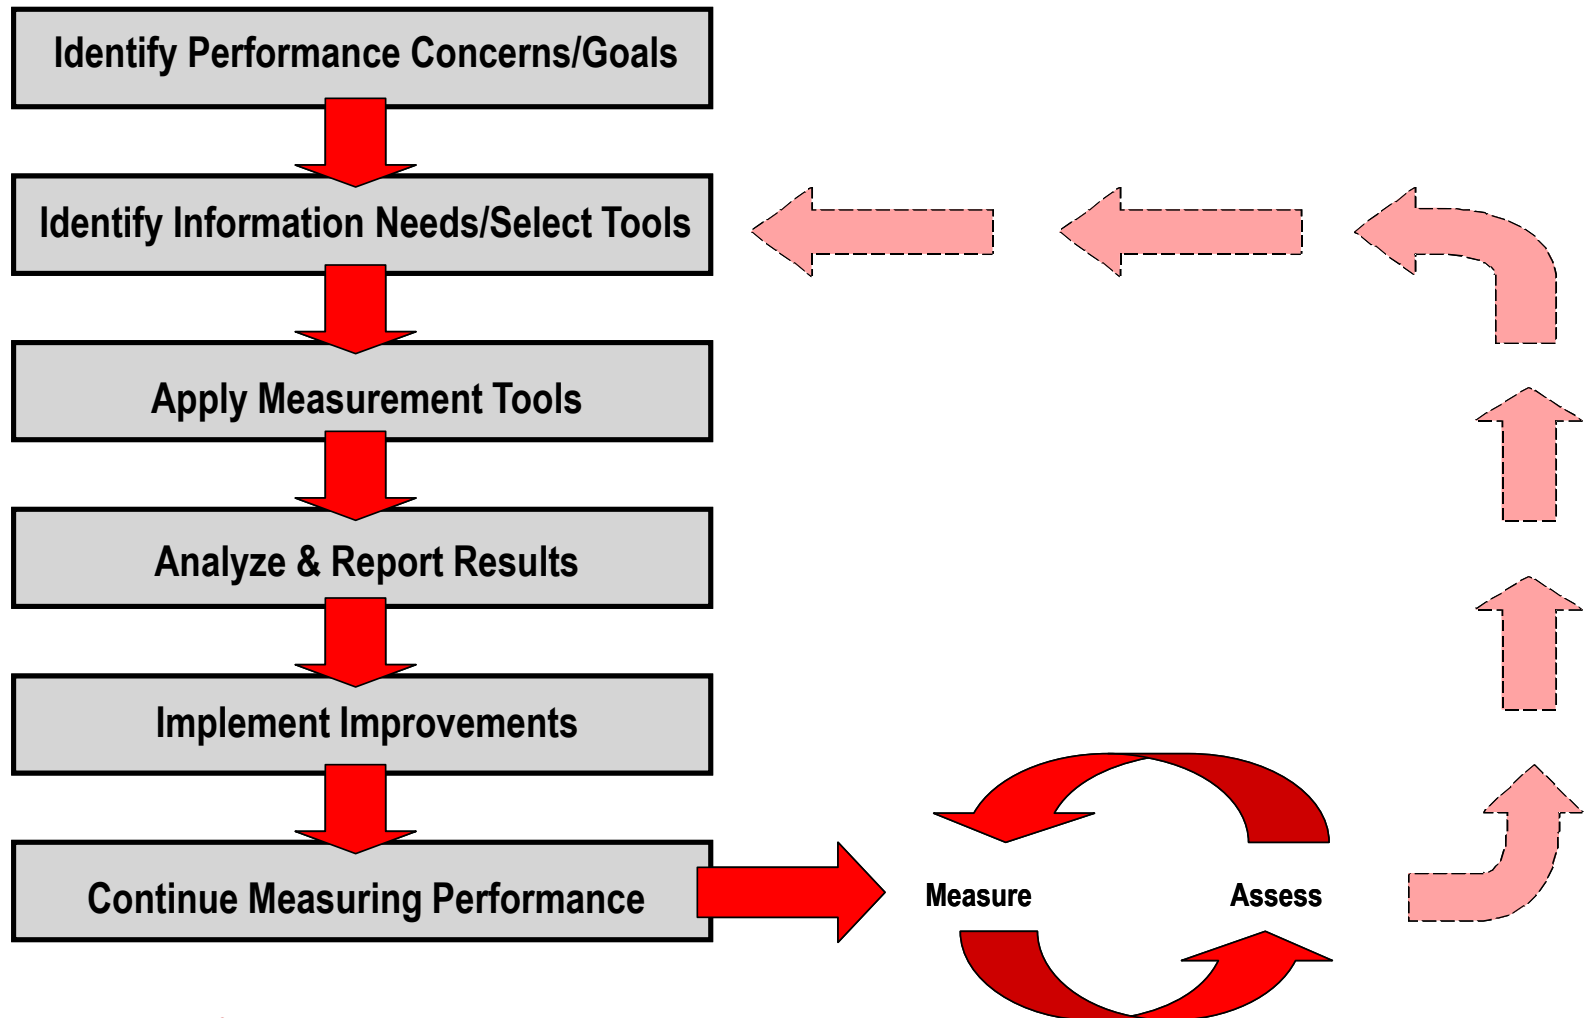 Identify Performance Concerns/Goals
Identify Information Needs/Select Tools
Apply Measurement Tools
Analyze & Report Results
Implement Improvements
Continue Measuring Performance
Measure
Assess